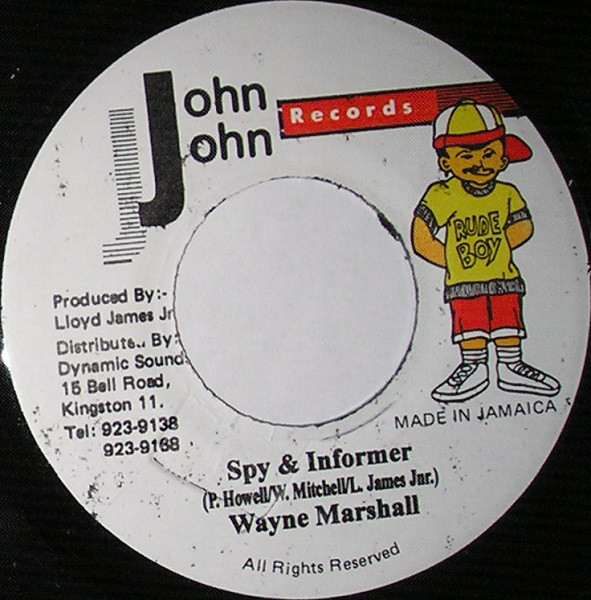 John
John
Records
RUDE
BOY
Produced By:-
Lloyd James Jr
Distribute.. By:
Dynamic Sound
15 Bell Road,
Kingston 11.
Tel: 923-9138
923-9168
MADE IN JAMAICA
Spy & Informer
(P. Howell/W. Mitchell/L. James Jnr.)
Wayne Marshall
All Rights Reserved